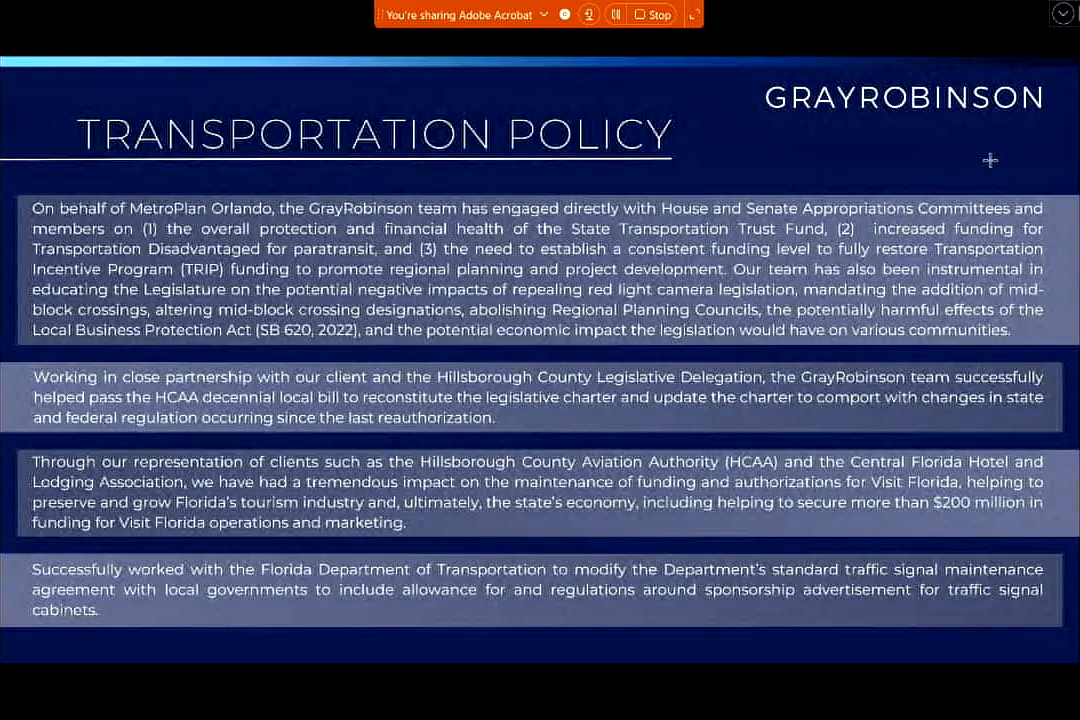 You're sharing Adobe Acrobat Stop
GRAYROBINSON
TRANSPORTATION POLICY
On behalf of MetroPlan Orlando, the GrayRobinson team has engaged directly with House and Senate Appropriations Committees and
members on (1) the overall protection and financial health of the State Transportation Trust Fund, (2) increased funding for
Transportation Disadvantaged for paratransit, and (3) the need to establish a consistent funding level to fully restore Transportation
Incentive Program (TRIP) funding to promote regional planning and project development. Our team has also been instrumental in
educating the Legislature on the potential negative impacts of repealing red light camera legislation, mandating the addition of mid-
block crossings, altering mid-block crossing designations, abolishing Regional Planning Councils, the potentially harmful effects of the
Local Business Protection Act (SB 620, 2022), and the potential economic impact the legislation would have on various communities.
Working in close partnership with our client and the Hillsborough County Legislative Delegation, the GrayRobinson team successfully
helped pass the HCAA decennial local bill to reconstitute the legislative charter and update the charter to comport with changes in state
and federal regulation occurring since the last reauthorization.
Through our representation of clients such as the Hillsborough County Aviation Authority (HCAA) and the Central Florida Hotel and
Lodging Association, we have had a tremendous impact on the maintenance of funding and authorizations for Visit Florida, helping to
preserve and grow Florida's tourism industry and, ultimately, the state's economy, including helping to secure more than $200 million in
funding for Visit Florida operations and marketing.
Successfully worked with the Florida Department of Transportation to modify the Department's standard traffic signal maintenance
agreement with local governments to include allowance for and regulations around sponsorship advertisement for traffic signal
cabinets.